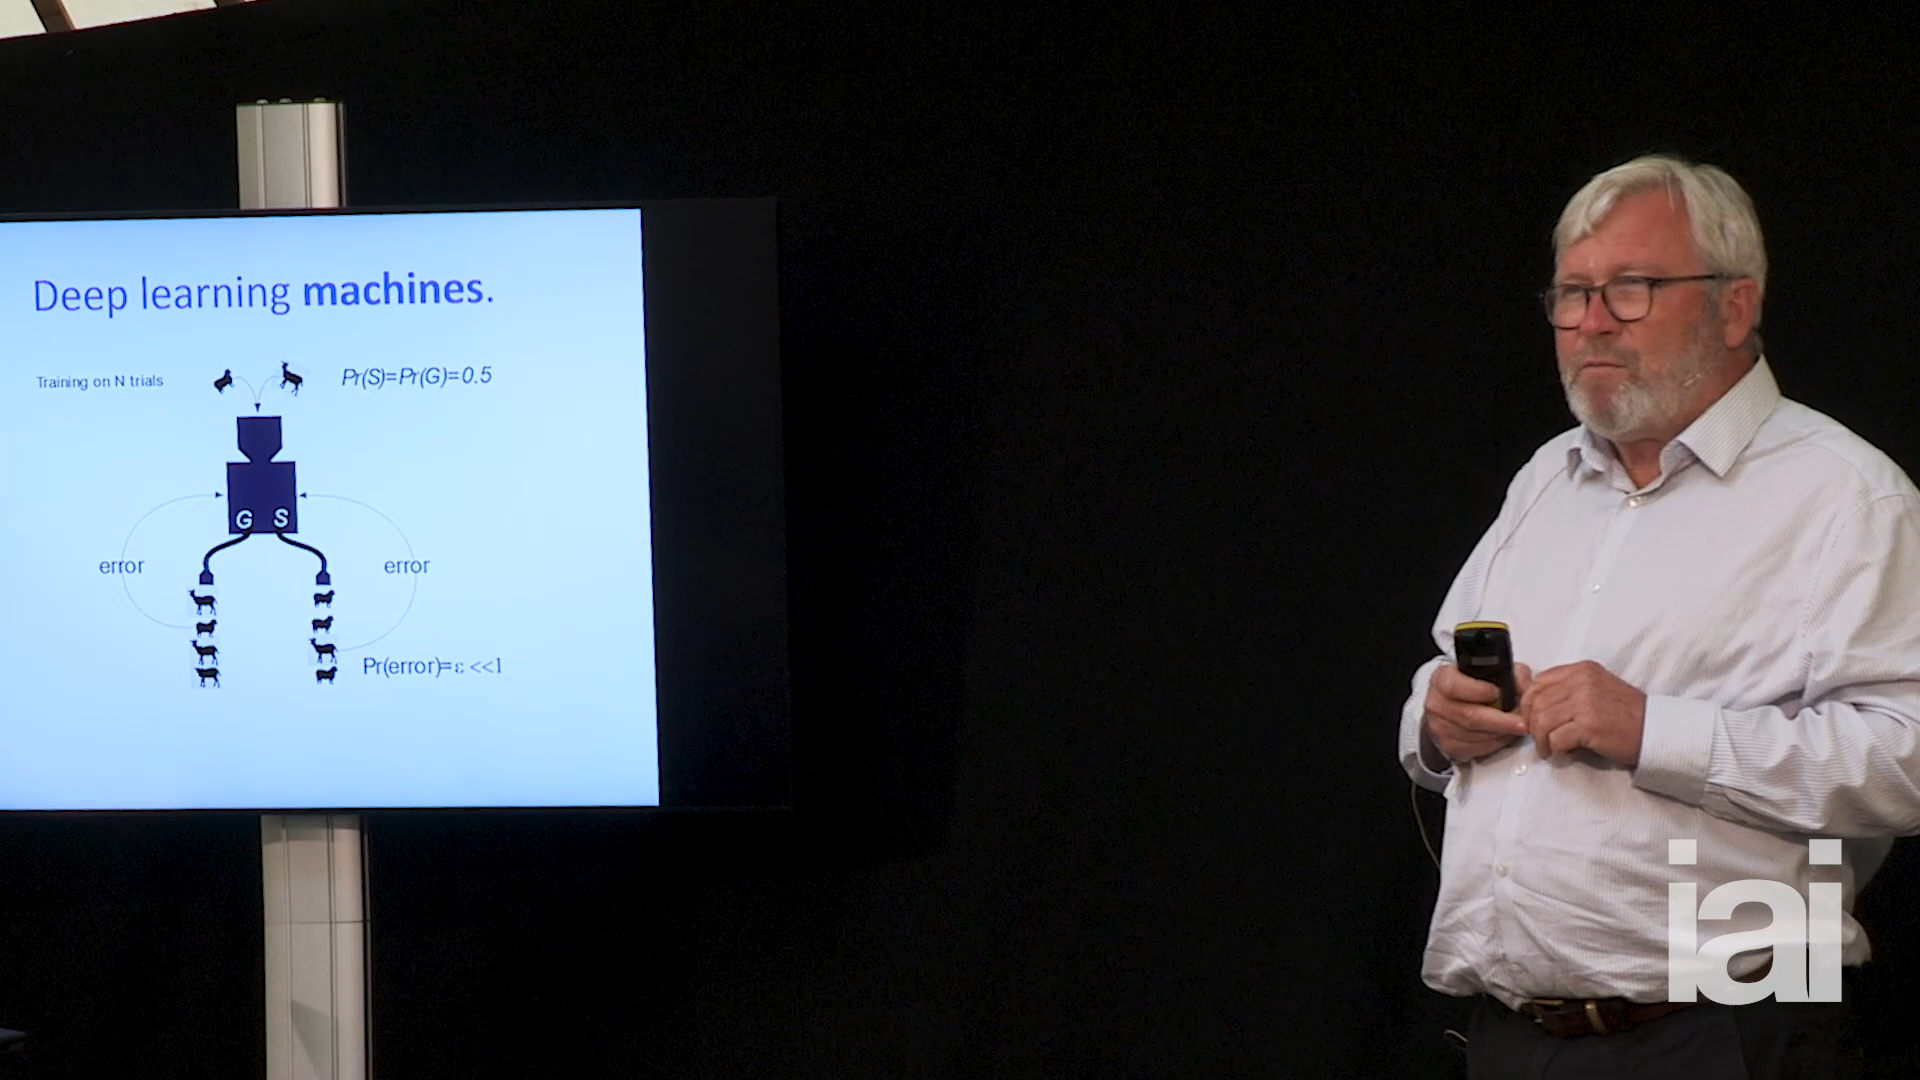 Deep learning machines.
Training on N trials
Pr(S)=Pr(G)=0.5
G S
error
error
Pr(error)=ε <<1
iai